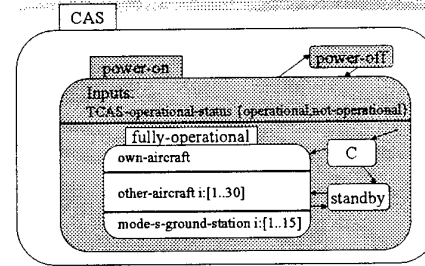 CAS
power-off
power-on
Inputs:
TCAS-operational-status {operational,not-operational}
fully-operational
own-aircraft
C
other-aircraft i:[1..30]
standby
mode-s-ground-station i:[1..15]